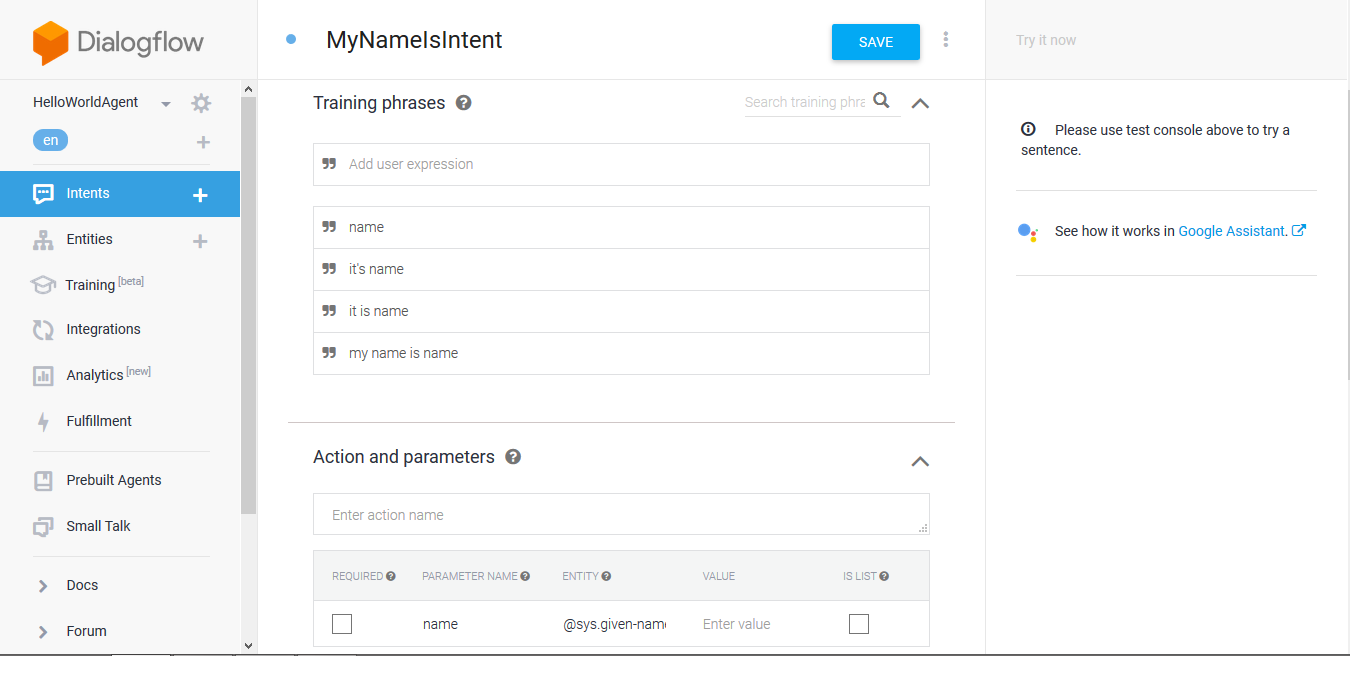 Dialogflow
MyNameIsIntent
SAVE
Try it now
HelloWorldAgent
en
Intents
Entities
Training [beta]
Integrations
Analytics [new]
Fulfillment
Prebuilt Agents
Small Talk
Docs
Forum
Training phrases
Search training phra
Add user expression
name
it's name
it is name
my name is name
Action and parameters
Enter action name
REQUIRED PARAMETER NAME ENTITY VALUE IS LIST
name @sys.given-name Enter value
Please use test console above to try a
sentence.
See how it works in Google Assistant.